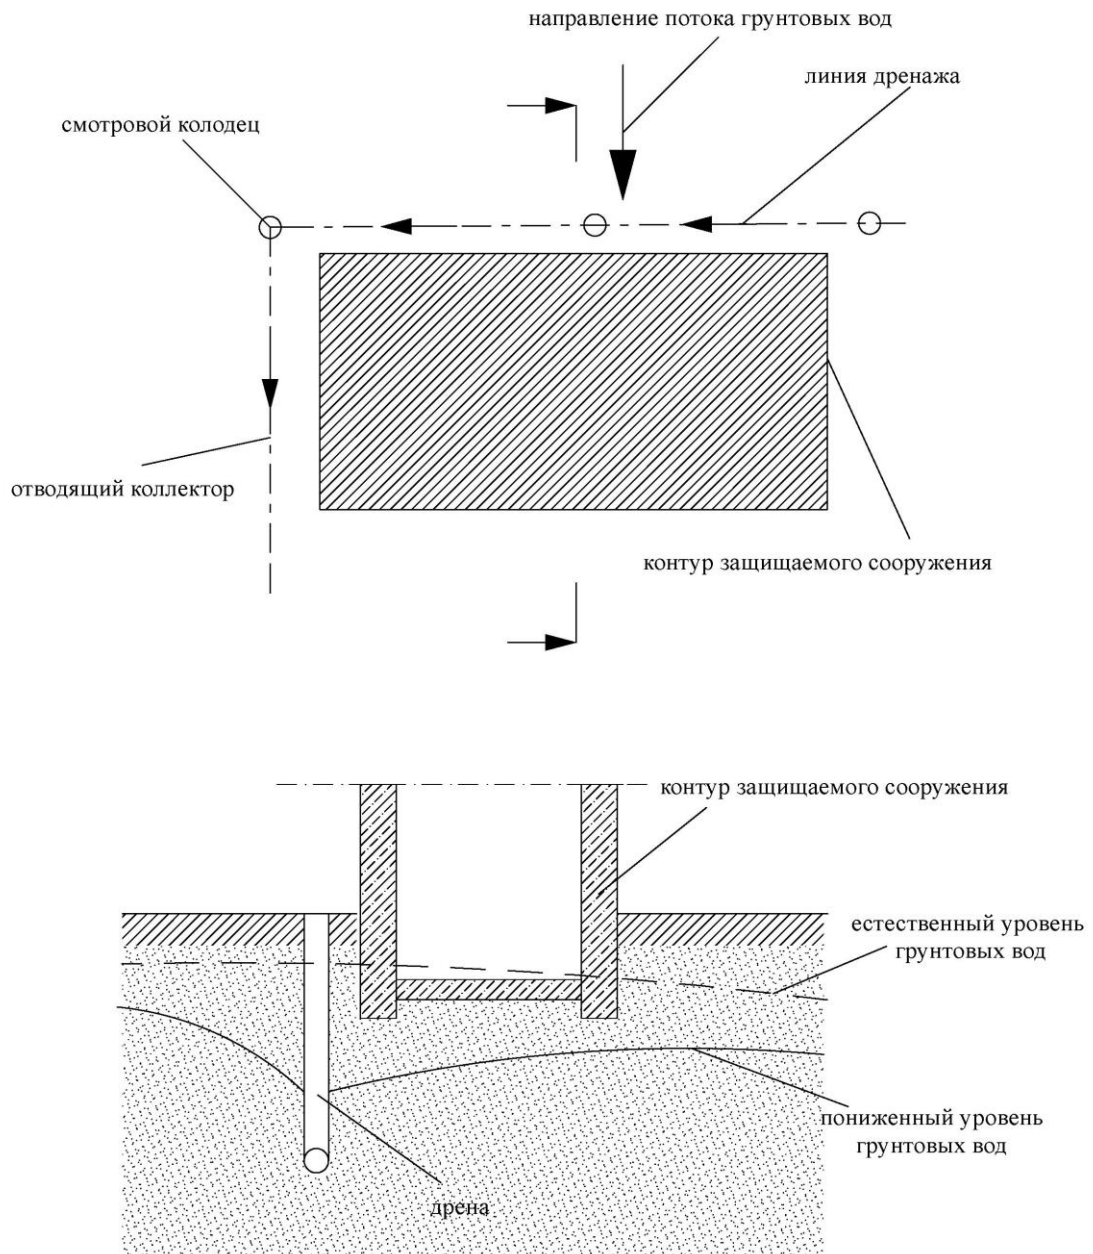 направление потока грунтовых вод
линия дренажа
смотровой колодец
отводящий коллектор
контур защищаемого сооружения
контур защищаемого сооружения
естественный уровень
грунтовых вод
пониженный уровень
грунтовых вод
дрена